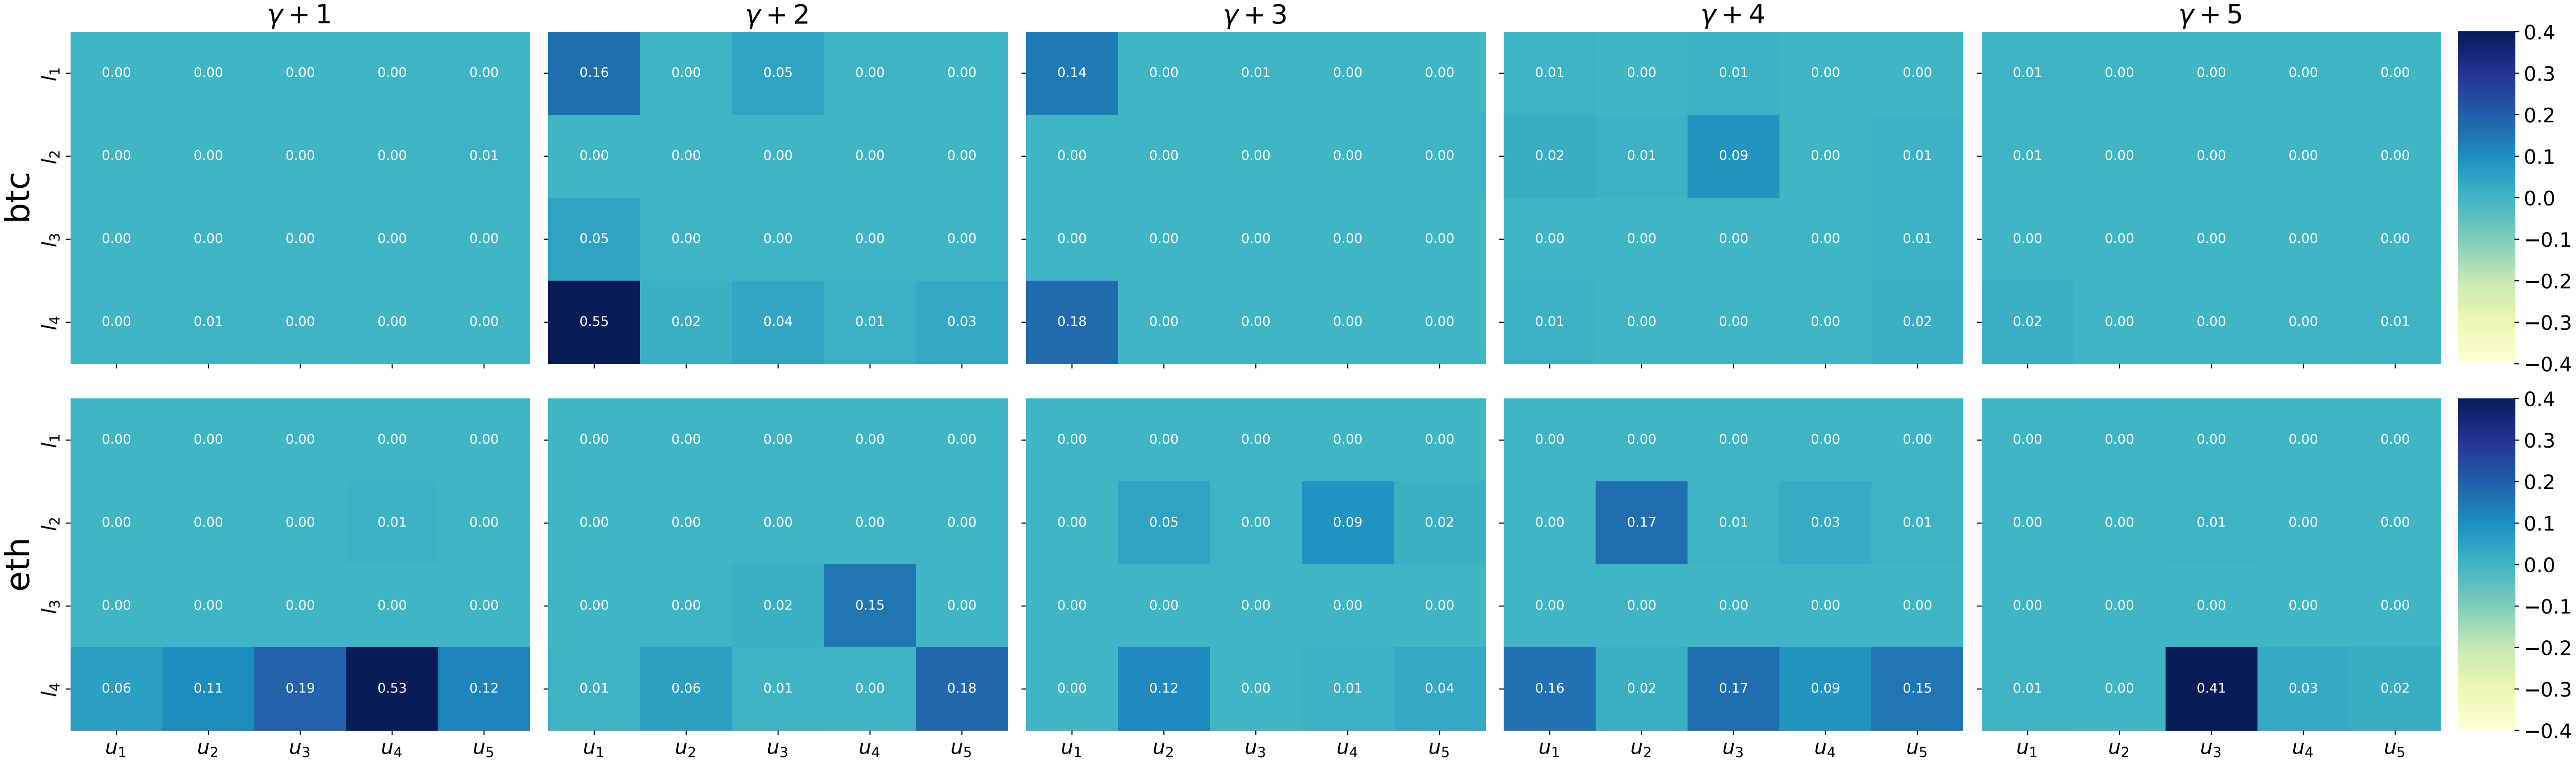 γ + 1 γ + 2 γ + 3 γ + 4 γ + 5
btc
l₁ 0.00 0.00 0.00 0.00 0.00 0.16 0.00 0.05 0.00 0.00 0.14 0.00 0.01 0.00 0.00 0.01 0.00 0.01 0.00 0.00 0.01 0.00 0.00 0.00 0.00
l₂ 0.00 0.00 0.00 0.00 0.01 0.00 0.00 0.00 0.00 0.00 0.00 0.00 0.00 0.00 0.00 0.02 0.01 0.09 0.00 0.01 0.01 0.00 0.00 0.00 0.00
l₃ 0.00 0.00 0.00 0.00 0.00 0.05 0.00 0.00 0.00 0.00 0.00 0.00 0.00 0.00 0.00 0.00 0.00 0.00 0.00 0.01 0.00 0.00 0.00 0.00 0.00
l₄ 0.00 0.01 0.00 0.00 0.00 0.55 0.02 0.04 0.01 0.03 0.18 0.00 0.00 0.00 0.00 0.01 0.00 0.00 0.00 0.02 0.02 0.00 0.00 0.00 0.01
0.4
0.3
0.2
0.1
0.0
−0.1
−0.2
−0.3
−0.4
eth
l₁ 0.00 0.00 0.00 0.00 0.00 0.00 0.00 0.00 0.00 0.00 0.00 0.00 0.00 0.00 0.00 0.00 0.00 0.00 0.00 0.00 0.00 0.00 0.00 0.00 0.00
l₂ 0.00 0.00 0.00 0.01 0.00 0.00 0.00 0.00 0.00 0.00 0.00 0.05 0.00 0.09 0.02 0.00 0.17 0.01 0.03 0.01 0.00 0.00 0.01 0.00 0.00
l₃ 0.00 0.00 0.00 0.00 0.00 0.00 0.00 0.02 0.15 0.00 0.00 0.00 0.00 0.00 0.00 0.00 0.00 0.00 0.00 0.00 0.00 0.00 0.00 0.00 0.00
l₄ 0.06 0.11 0.19 0.53 0.12 0.01 0.06 0.01 0.00 0.18 0.00 0.12 0.00 0.01 0.04 0.16 0.02 0.17 0.09 0.15 0.01 0.00 0.41 0.03 0.02
0.4
0.3
0.2
0.1
0.0
−0.1
−0.2
−0.3
−0.4
u₁ u₂ u₃ u₄ u₅ u₁ u₂ u₃ u₄ u₅ u₁ u₂ u₃ u₄ u₅ u₁ u₂ u₃ u₄ u₅ u₁ u₂ u₃ u₄ u₅